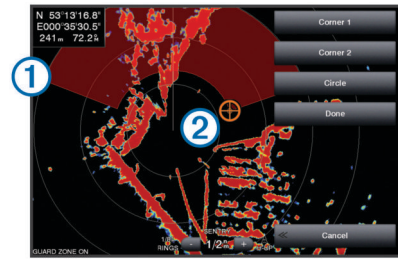 N 53°13'16.8"
E000°35'30.5"
241m 72.2
Corner 1
Corner 2
Circle
Done
1
2
SENTRY
RINGS - 1/2 +
GUARD ZONE ON
Cancel